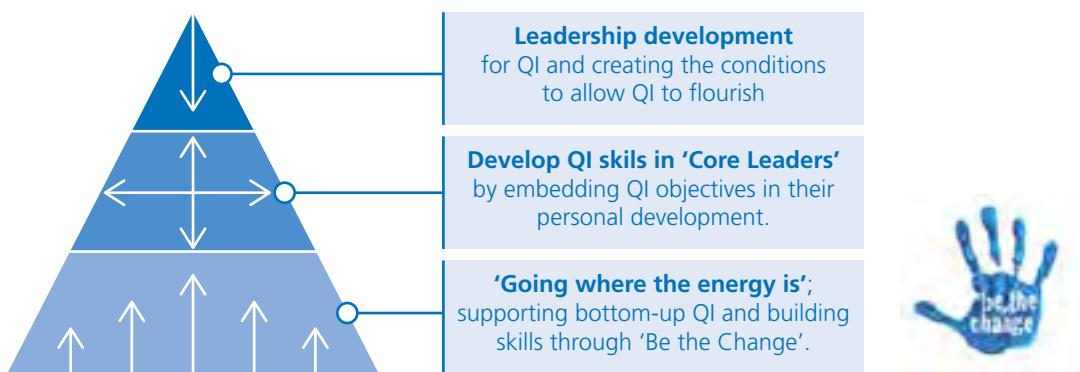 Leadership development
for QI and creating the conditions
to allow QI to flourish
Develop QI skils in ‘Core Leaders’
by embedding QI objectives in their
personal development.
‘Going where the energy is’;
supporting bottom-up QI and building
skills through ‘Be the Change’.
be the
change